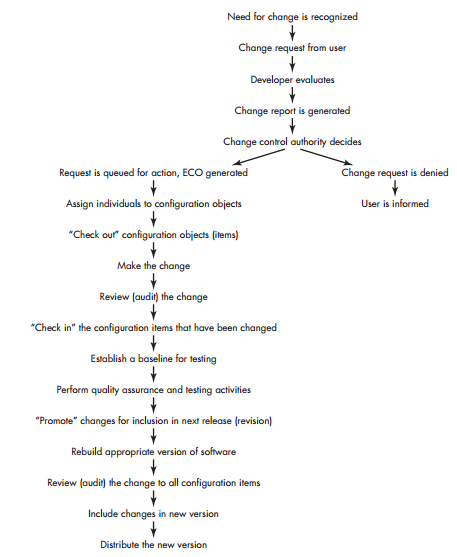 Need for change is recognized
Change request from user
Developer evaluates
Change report is generated
Change control authority decides
Request is queued for action, ECO generated
Change request is denied
Assign individuals to configuration objects
User is informed
“Check out” configuration objects (items)
Make the change
Review (audit) the change
“Check in” the configuration items that have been changed
Establish a baseline for testing
Perform quality assurance and testing activities
“Promote” changes for inclusion in next release (revision)
Rebuild appropriate version of software
Review (audit) the change to all configuration items
Include changes in new version
Distribute the new version